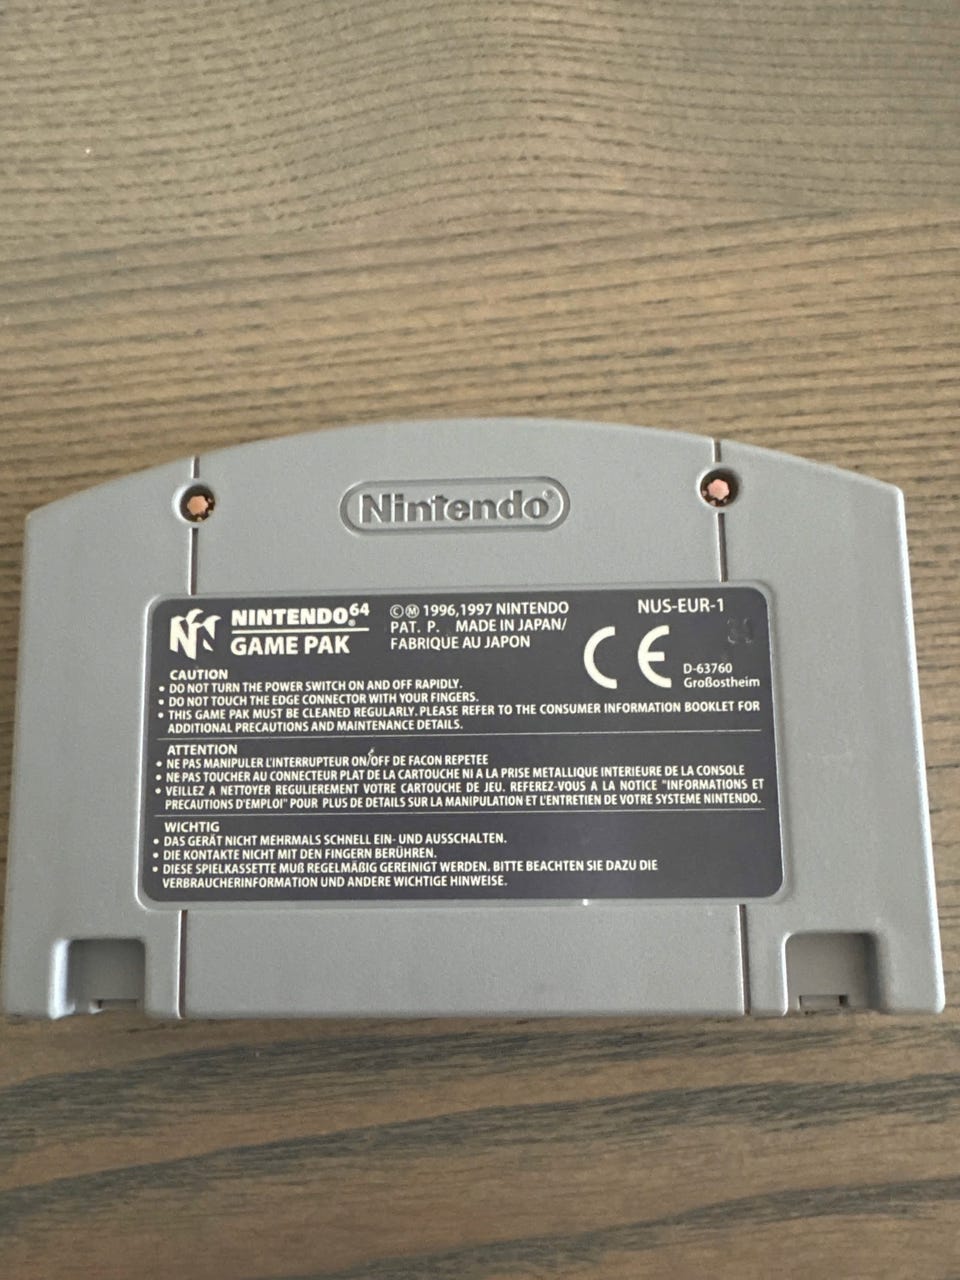 Nintendo®
NINTENDO®64
GAME PAK
©Ⓜ 1996,1997 NINTENDO
PAT. P. MADE IN JAPAN/
FABRIQUE AU JAPON
NUS-EUR-1
CE
D-63760
Großostheim
CAUTION
• DO NOT TURN THE POWER SWITCH ON AND OFF RAPIDLY.
• DO NOT TOUCH THE EDGE CONNECTOR WITH YOUR FINGERS.
• THIS GAME PAK MUST BE CLEANED REGULARLY. PLEASE REFER TO THE CONSUMER INFORMATION BOOKLET FOR
ADDITIONAL PRECAUTIONS AND MAINTENANCE DETAILS.
ATTENTION
• NE PAS MANIPULER L'INTERRUPTEUR ON/OFF DE FACON REPETEE
• NE PAS TOUCHER AU CONNECTEUR PLAT DE LA CARTOUCHE NI A LA PRISE METALLIQUE INTERIEURE DE LA CONSOLE
• VEILLEZ A NETTOYER REGULIEREMENT VOTRE CARTOUCHE DE JEU. REFEREZ-VOUS A LA NOTICE "INFORMATIONS ET
PRECAUTIONS D'EMPLOI" POUR PLUS DE DETAILS SUR LA MANIPULATION ET L'ENTRETIEN DE VOTRE SYSTEME NINTENDO.
WICHTIG
• DAS GERÄT NICHT MEHRMALS SCHNELL EIN- UND AUSSCHALTEN.
• DIE KONTAKTE NICHT MIT DEN FINGERN BERÜHREN.
• DIESE SPIELKASSETTE MUß REGELMÄßIG GEREINIGT WERDEN. BITTE BEACHTEN SIE DAZU DIE
VERBRAUCHERINFORMATION UND ANDERE WICHTIGE HINWEISE.